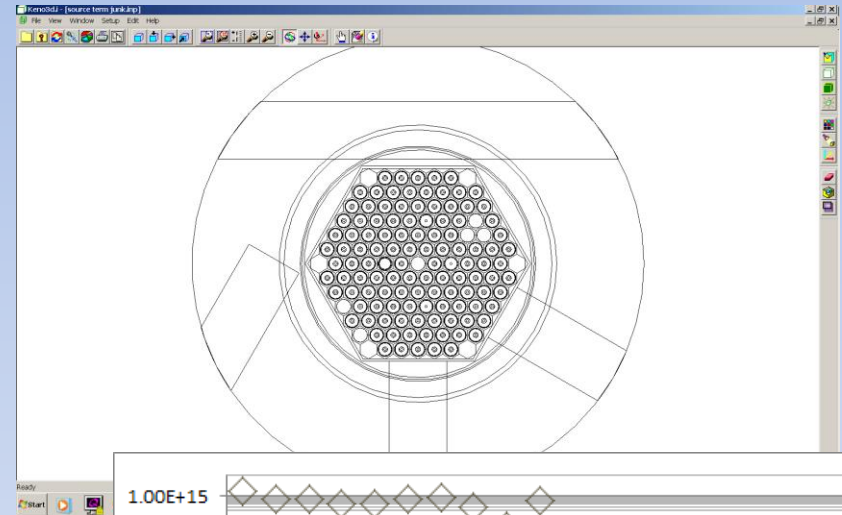 Keno3d.i - [source term junk.inp]
File View Window Setup Edit Help
Ready
Start
1.00E+15